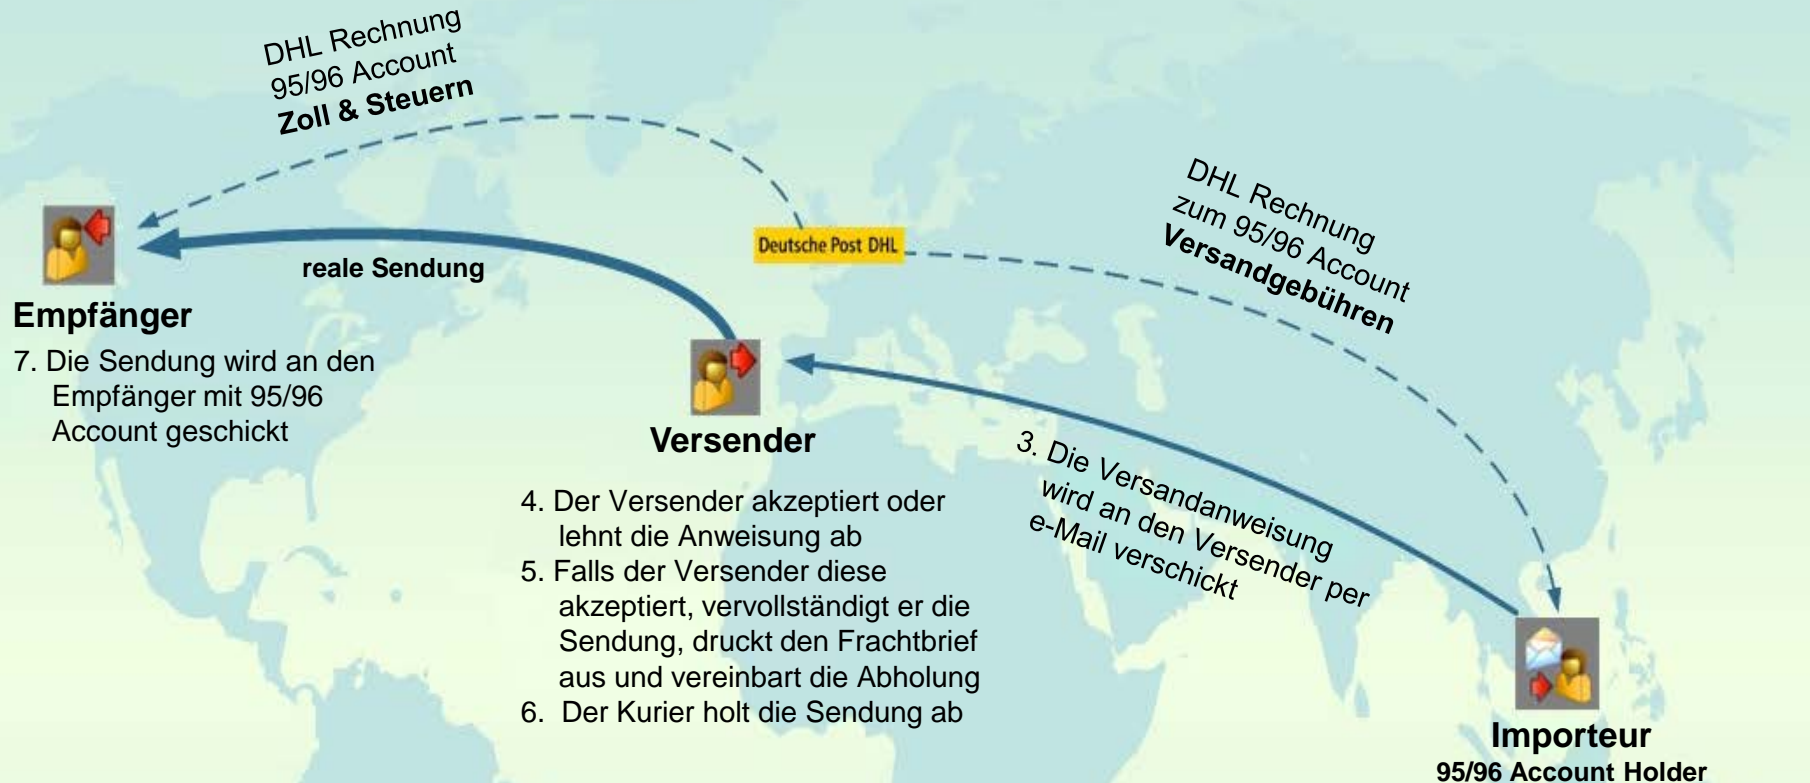 DHL Rechnung
95/96 Account
Zoll & Steuern
DHL Rechnung
zum 95/96 Account
Versandgebühren
Deutsche Post DHL
reale Sendung
Empfänger
7. Die Sendung wird an den
Empfänger mit 95/96
Account geschickt
Versender
3. Die Versandanweisung
wird an den Versender per
e-Mail verschickt
4. Der Versender akzeptiert oder
lehnt die Anweisung ab
5. Falls der Versender diese
akzeptiert, vervollständigt er die
Sendung, druckt den Frachtbrief
aus und vereinbart die Abholung
6. Der Kurier holt die Sendung ab
Importeur
95/96 Account Holder